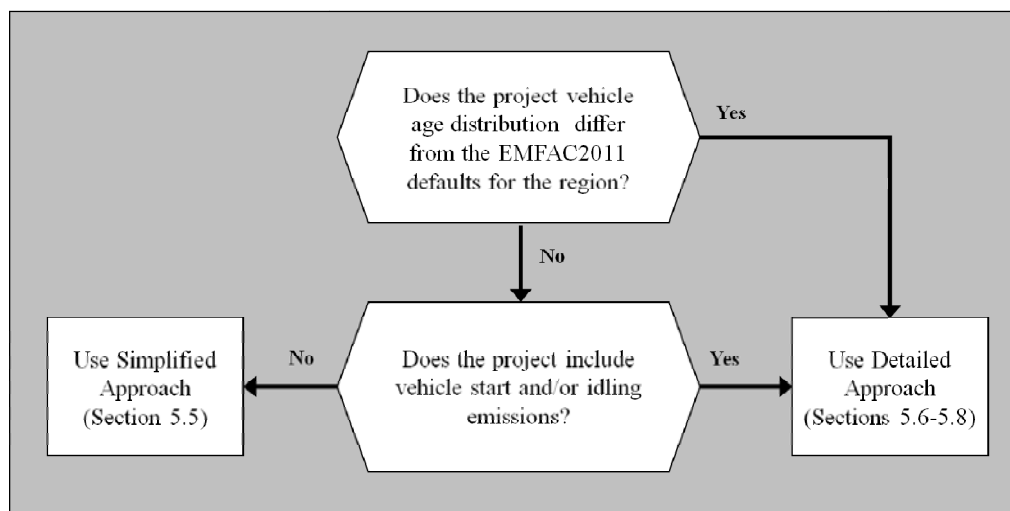 Does the project vehicle
age distribution differ
from the EMFAC2011
defaults for the region?
Yes
No
Use Simplified
Approach
(Section 5.5)
No
Does the project include
vehicle start and/or idling
emissions?
Yes
Use Detailed
Approach
(Sections 5.6-5.8)